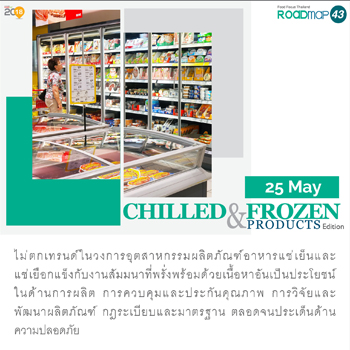 2018
Food Focus Thailand
ROADMAP 43
25 May
CHILLED & FROZEN
PRODUCTS Edition
ไม่ตกเทรนด์ในวงการอุตสาหกรรมผลิตภัณฑ์อาหารแช่เย็นและ
แช่เยือกแข็งกับงานสัมมนาที่พรั่งพร้อมด้วยเนื้อหาอันเป็นประโยชน์
ในด้านการผลิต การควบคุมและประกันคุณภาพ การวิจัยและ
พัฒนาผลิตภัณฑ์ กฎระเบียบและมาตรฐาน ตลอดจนประเด็นด้าน
ความปลอดภัย